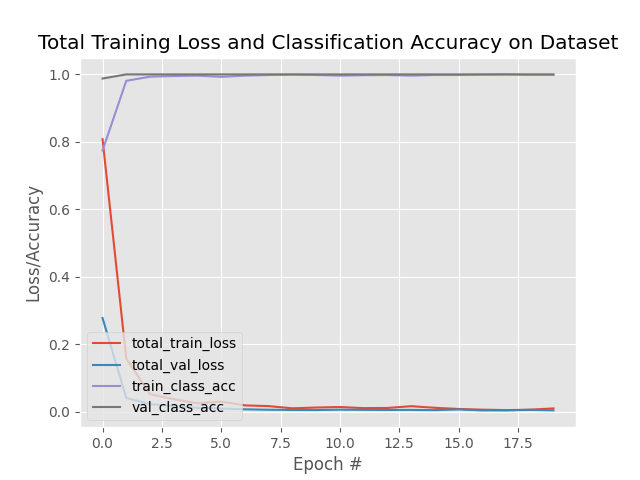 Total Training Loss and Classification Accuracy on Dataset
1.0
0.8
0.6
0.4
0.2
0.0
Loss/Accuracy
total_train_loss
total_val_loss
train_class_acc
val_class_acc
0.0 2.5 5.0 7.5 10.0 12.5 15.0 17.5
Epoch #